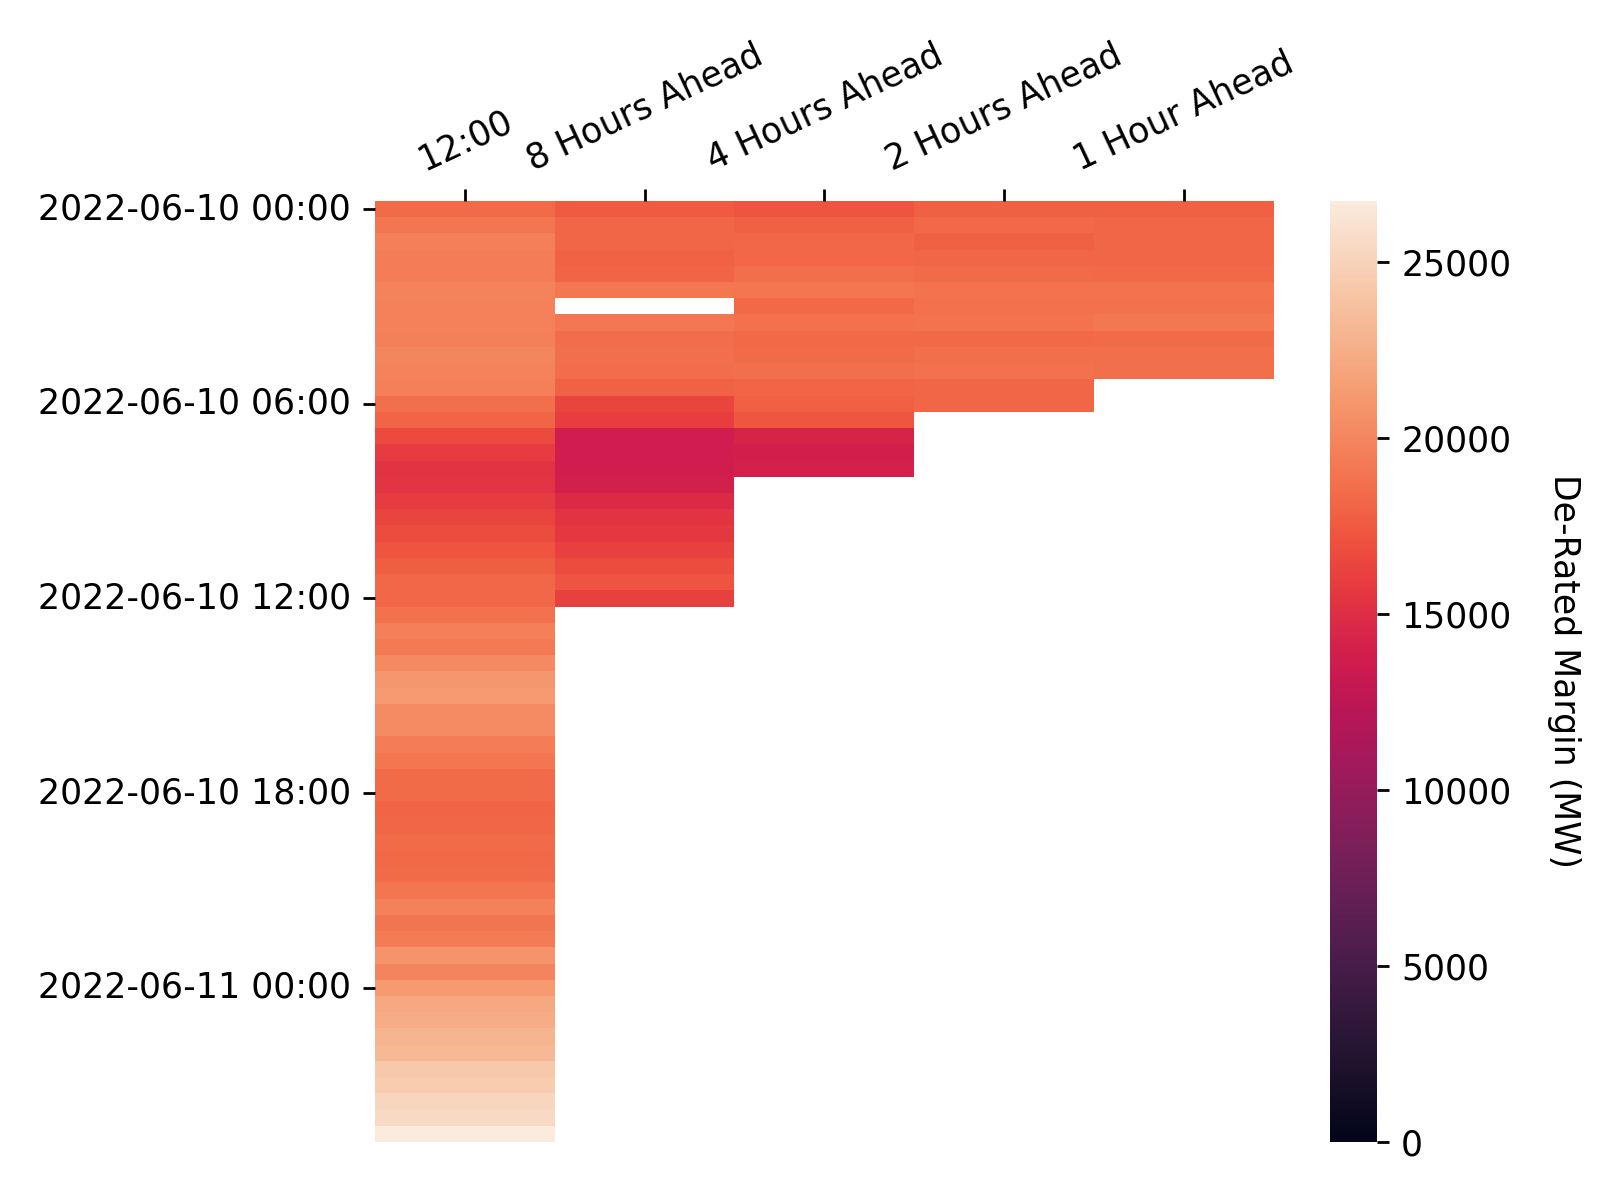 12:00
8 Hours Ahead
4 Hours Ahead
2 Hours Ahead
1 Hour Ahead
2022-06-10 00:00
2022-06-10 06:00
2022-06-10 12:00
2022-06-10 18:00
2022-06-11 00:00
25000
20000
15000
10000
5000
0
De-Rated Margin (MW)